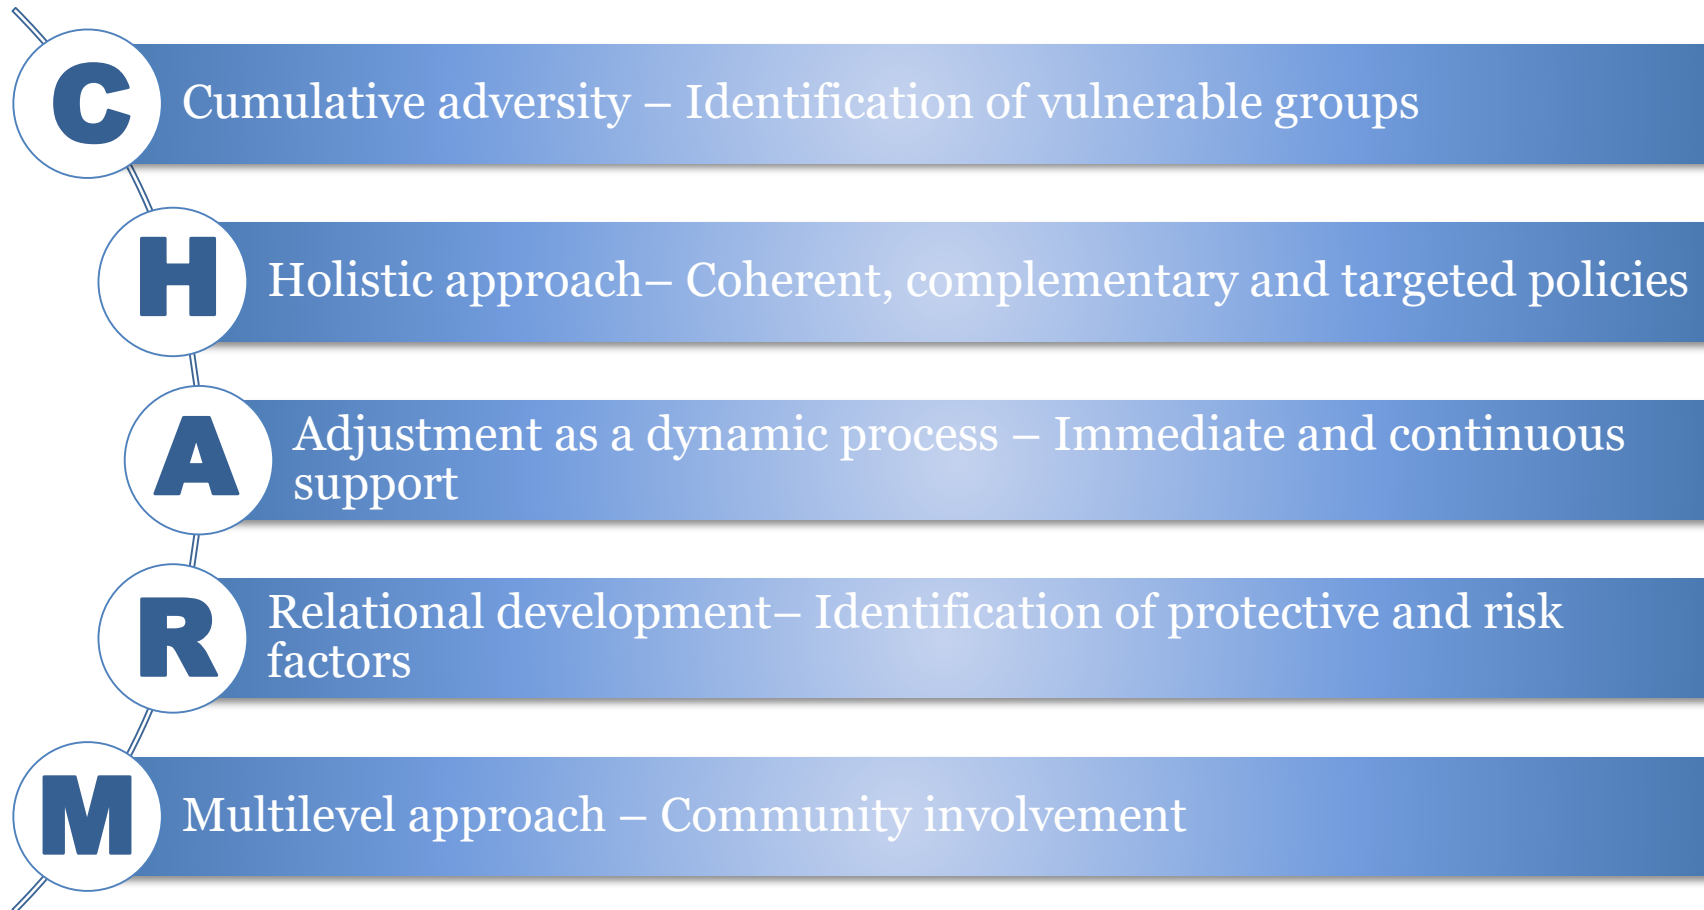 C
Cumulative adversity – Identification of vulnerable groups
H
Holistic approach– Coherent, complementary and targeted policies
A
Adjustment as a dynamic process – Immediate and continuous
support
R
Relational development– Identification of protective and risk
factors
M
Multilevel approach – Community involvement